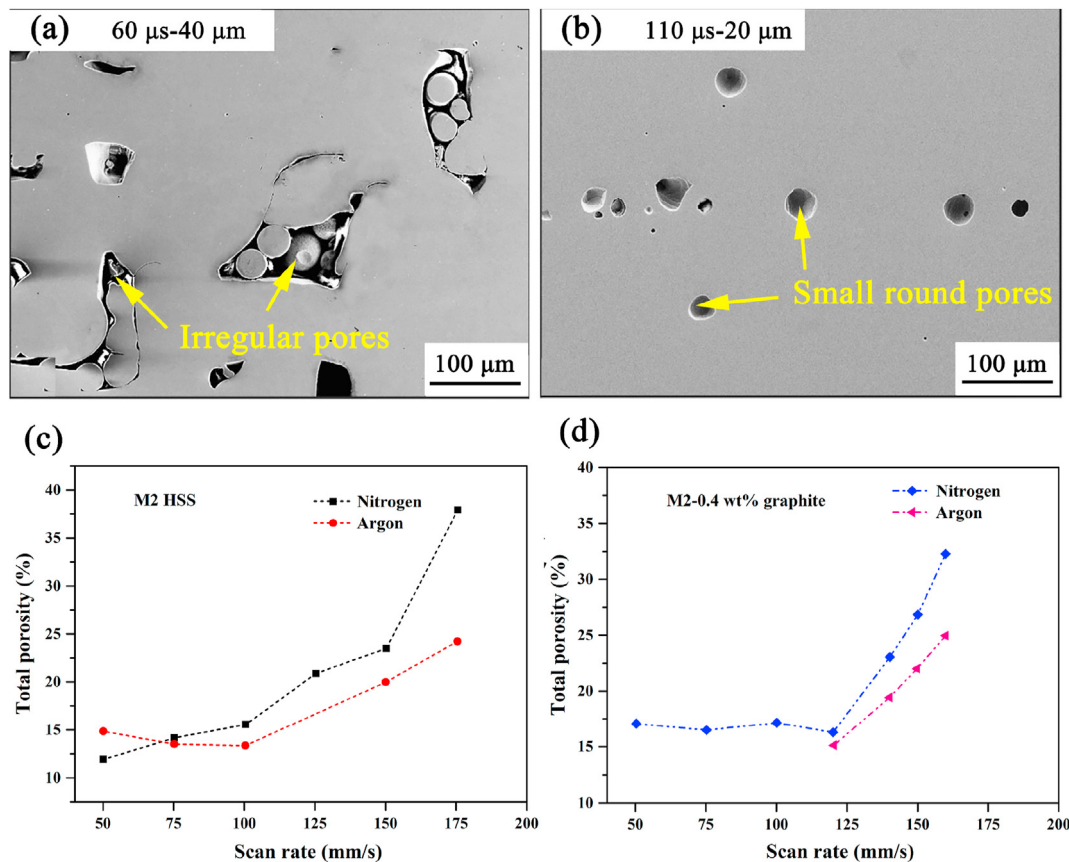 (a)
60 µs-40 µm
Irregular pores
100 µm
(b)
110 µs-20 µm
Small round pores
100 µm
(c)
M2 HSS
Nitrogen
Argon
Total porosity (%)
40
35
30
25
20
15
10
50
75
100
125
150
175
200
Scan rate (mm/s)
(d)
M2-0.4 wt% graphite
Nitrogen
Argon
Total porosity (%)
40
35
30
25
20
15
10
50
75
100
125
150
175
200
Scan rate (mm/s)